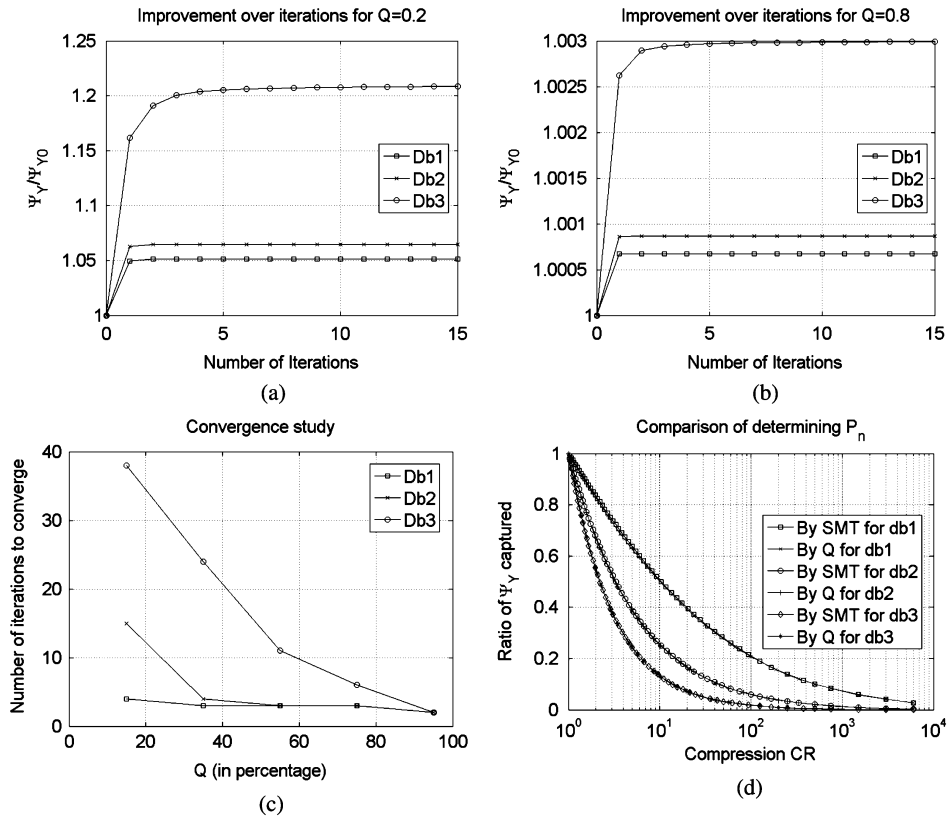 Improvement over iterations for Q=0.2
1.25
1.2
1.15
1.1
1.05
1
Ψ_Y/Ψ_Y0
Db1
Db2
Db3
0 5 10 15
Number of Iterations
(a)
Improvement over iterations for Q=0.8
1.003
1.0025
1.002
1.0015
1.001
1.0005
1
Ψ_Y/Ψ_Y0
Db1
Db2
Db3
0 5 10 15
Number of Iterations
(b)
Convergence study
40
30
20
10
0
Number of iterations to converge
Db1
Db2
Db3
0 20 40 60 80 100
Q (in percentage)
(c)
Comparison of determining P_n
1
0.8
0.6
0.4
0.2
0
Ratio of Ψ_Y captured
By SMT for db1
By Q for db1
By SMT for db2
By Q for db2
By SMT for db3
By Q for db3
10^0 10^1 10^2 10^3 10^4
Compression CR
(d)